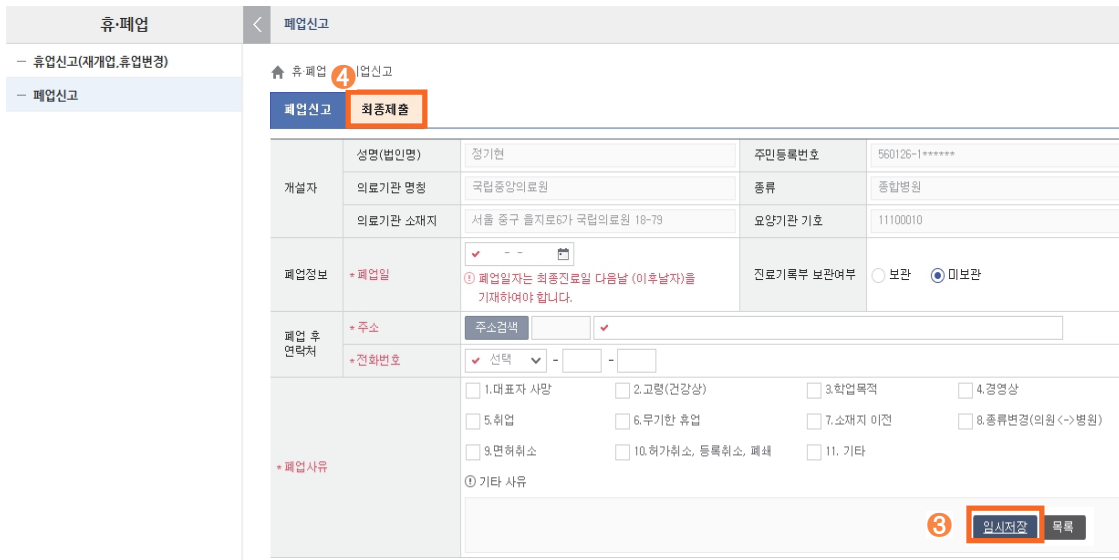 휴·폐업
폐업신고
─ 휴업신고(재개업,휴업변경)
─ 폐업신고
휴·폐업 4 업신고
폐업신고 최종제출
개설자 성명(법인명) 정기현 주민등록번호 560126-1******
의료기관 명칭 국립중앙의료원 종류 종합병원
의료기관 소재지 서울 중구 을지로6가 국립의료원 18-79 요양기관 기호 11100010
폐업정보 *폐업일 - - 진료기록부 보관여부 보관 미보관
폐업일자는 최종진료일 다음날 (이후날자)을
기재하여야 합니다.
폐업 후
연락처
*주소 주소검색
*전화번호 선택 - -
*폐업사유
1.대표자 사망 2.고령(건강상) 3.학업목적 4.경영상
5.취업 6.무기한 휴업 7.소재지 이전 8.종류변경(의원<->병원)
9.면허취소 10.허가취소, 등록취소, 폐쇄 11. 기타
기타 사유
3 임시저장 목록